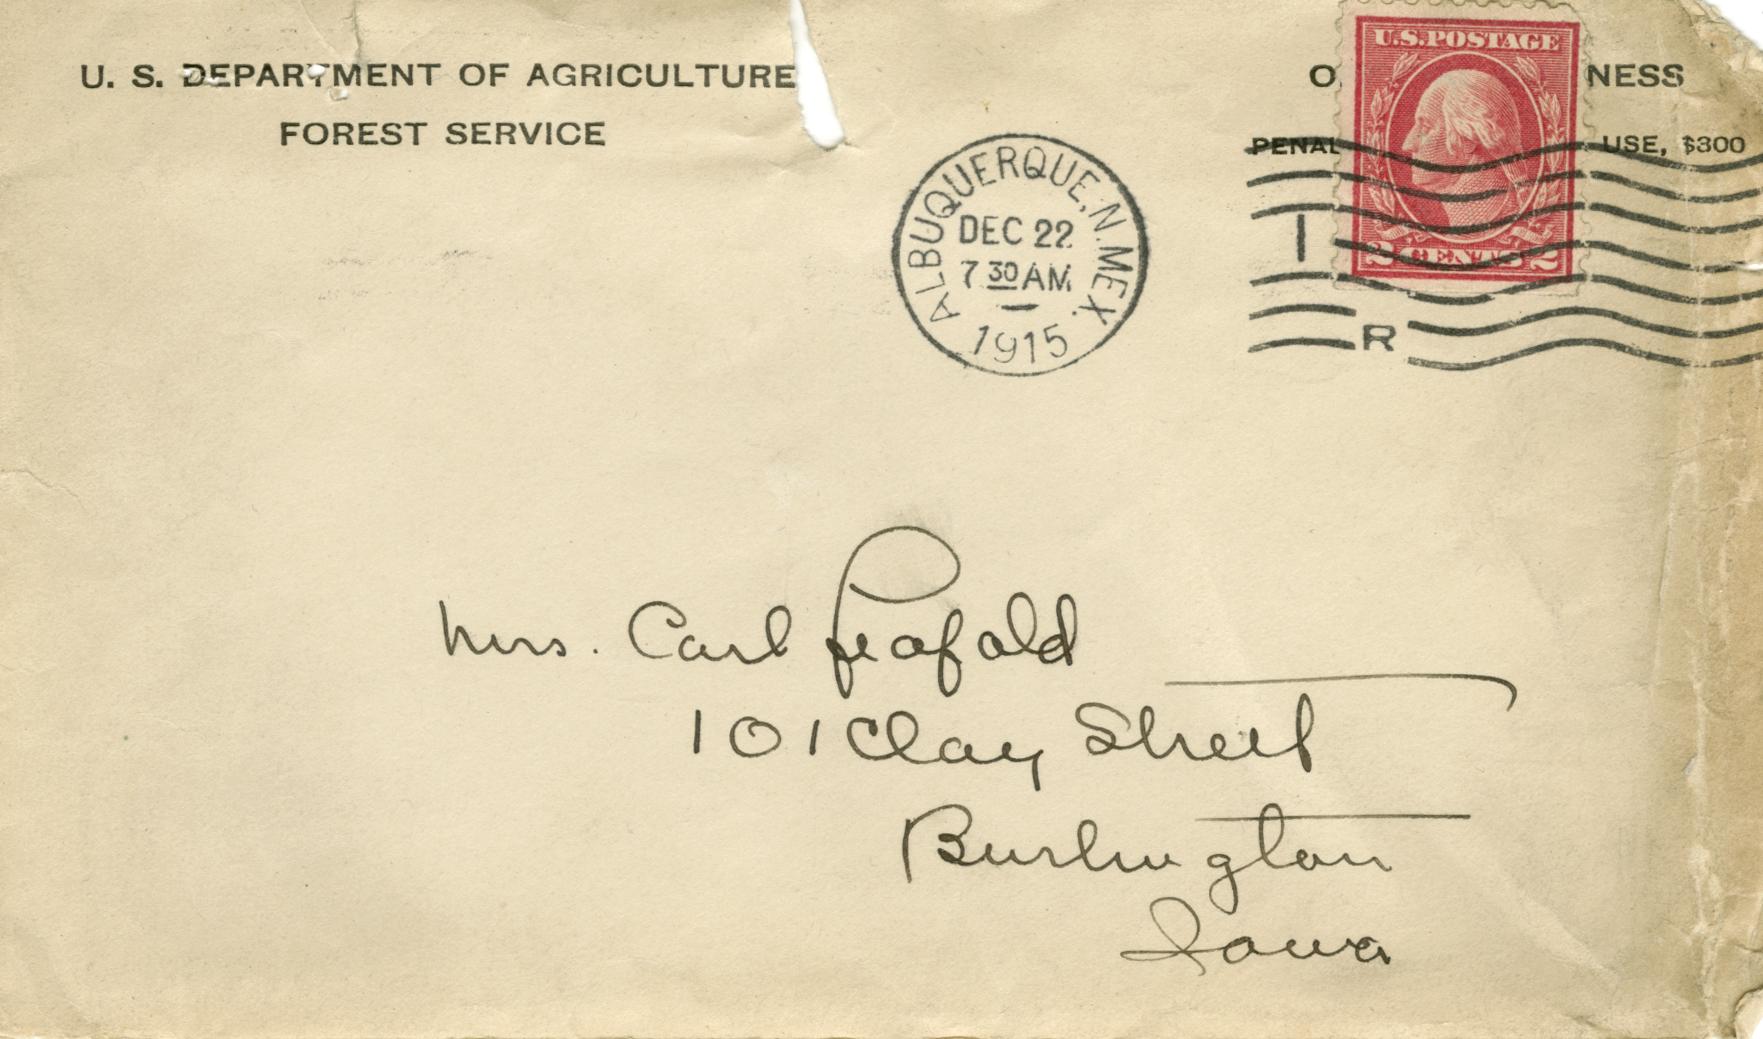 U. S. DEPARTMENT OF AGRICULTURE
FOREST SERVICE
O NESS
PENAL USE, $300
U.S. POSTAGE
2 CENTS 2
ALBUQUERQUE, N. MEX.
DEC 22
7 30 AM
1915
I
R
Mrs. Carl Leopold
101 Clay Street
Burlington
Iowa